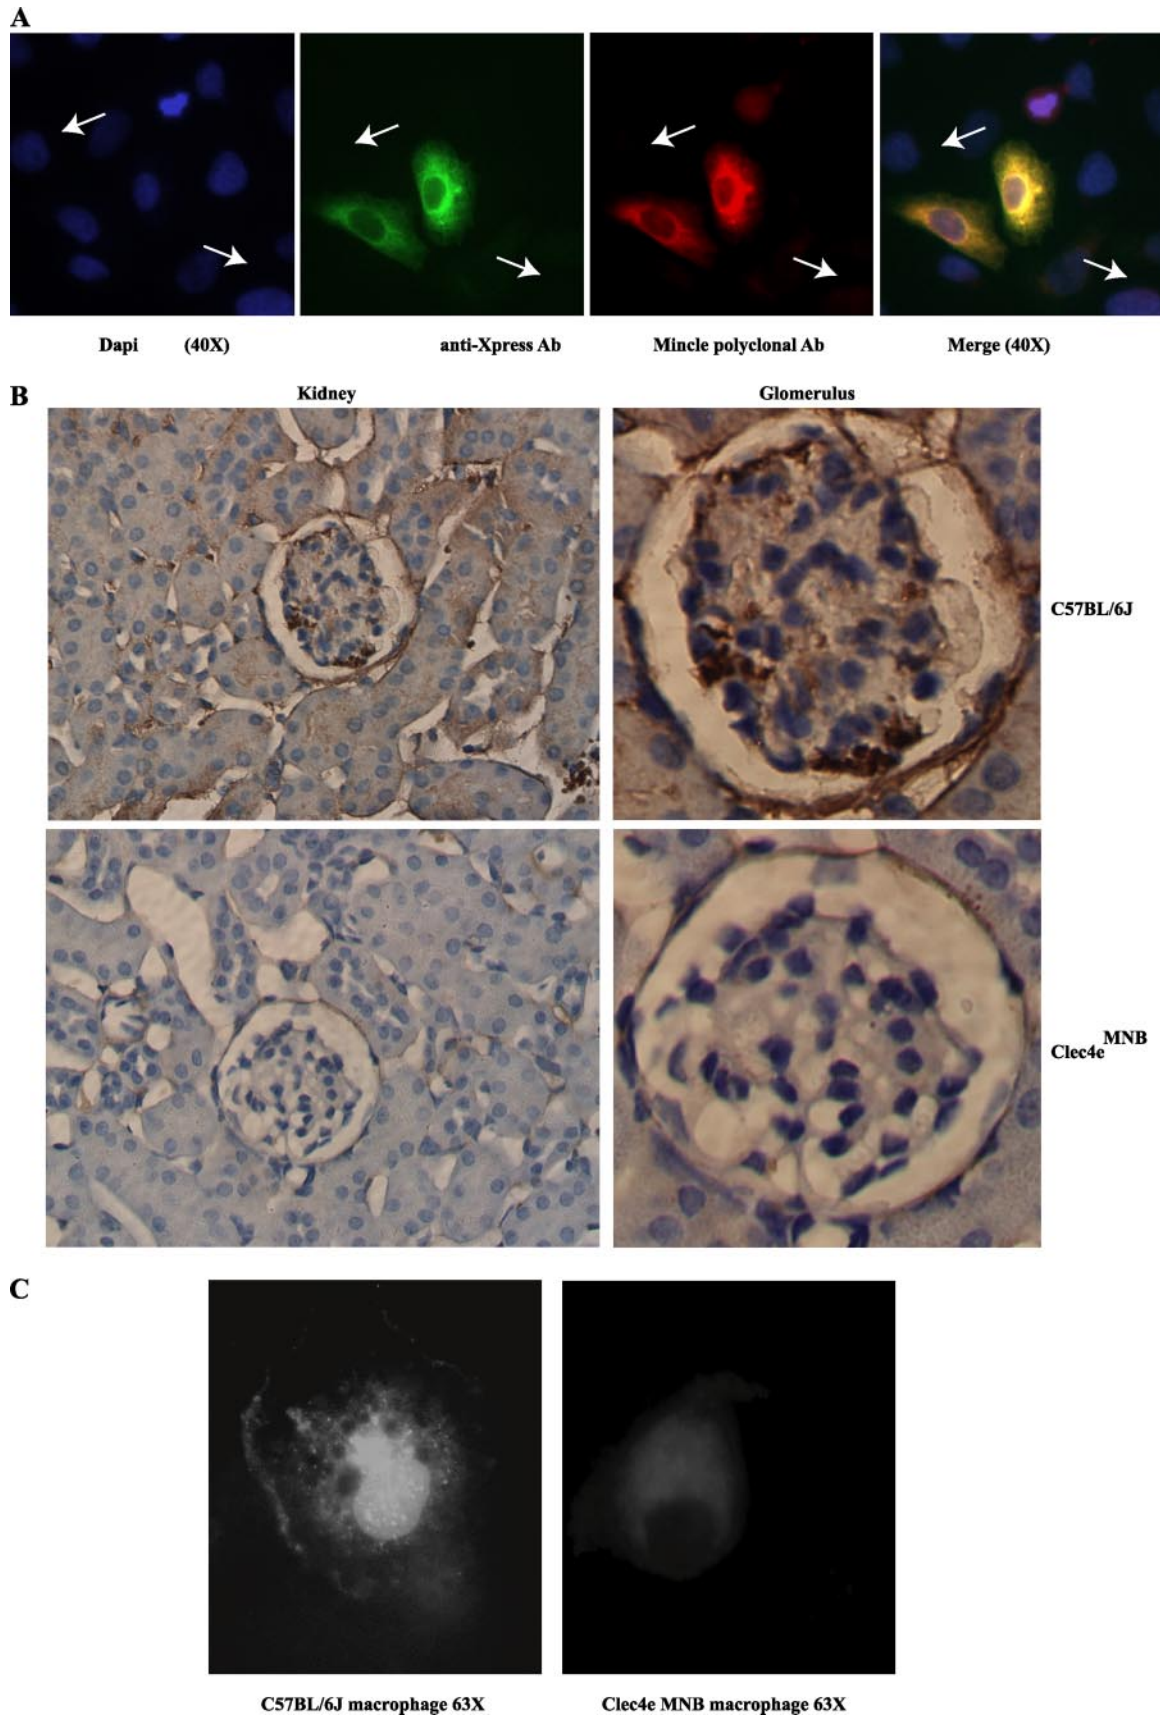 A
Dapi (40X) anti-Xpress Ab Mincle polyclonal Ab Merge (40X)
B
Kidney Glomerulus
C57BL/6J
Clec4e MNB
C
C57BL/6J macrophage 63X Clec4e MNB macrophage 63X